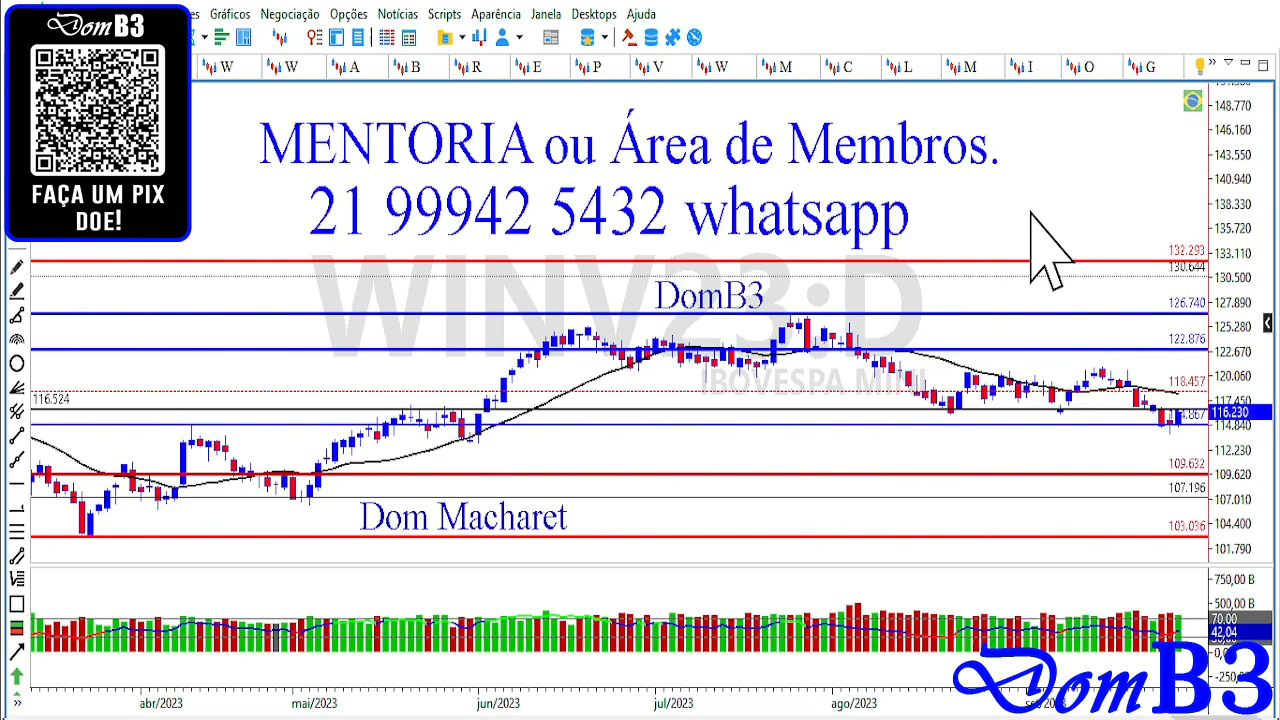 Gráficos Negociação Opções Notícias Scripts Aparência Janela Desktops Ajuda
DomB3
FAÇA UM PIX
DOE!
W W A B R E P V W M C L M I O G
MENTORIA ou Área de Membros.
21 99942 5432 whatsapp
WINV23:D
IBOVESPA MINI
DomB3
Dom Macharet
116.524
132.293
130.644
126.740
122.876
118.457
109.632
107.196
103.036
148.770
146.160
143.550
140.940
138.330
135.720
133.110
130.500
127.890
125.280
122.670
120.060
117.450
116.230
114.840
112.230
109.620
107.010
104.400
101.790
750,00 B
500,00 B
70.00
42,04
abr/2023 mai/2023 jun/2023 jul/2023 ago/2023
DomB3